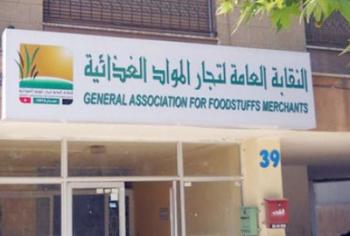 النقابة العامة لتجار المواد الغذائية
GENERAL ASSOCIATION FOR FOODSTUFFS MERCHANTS
39